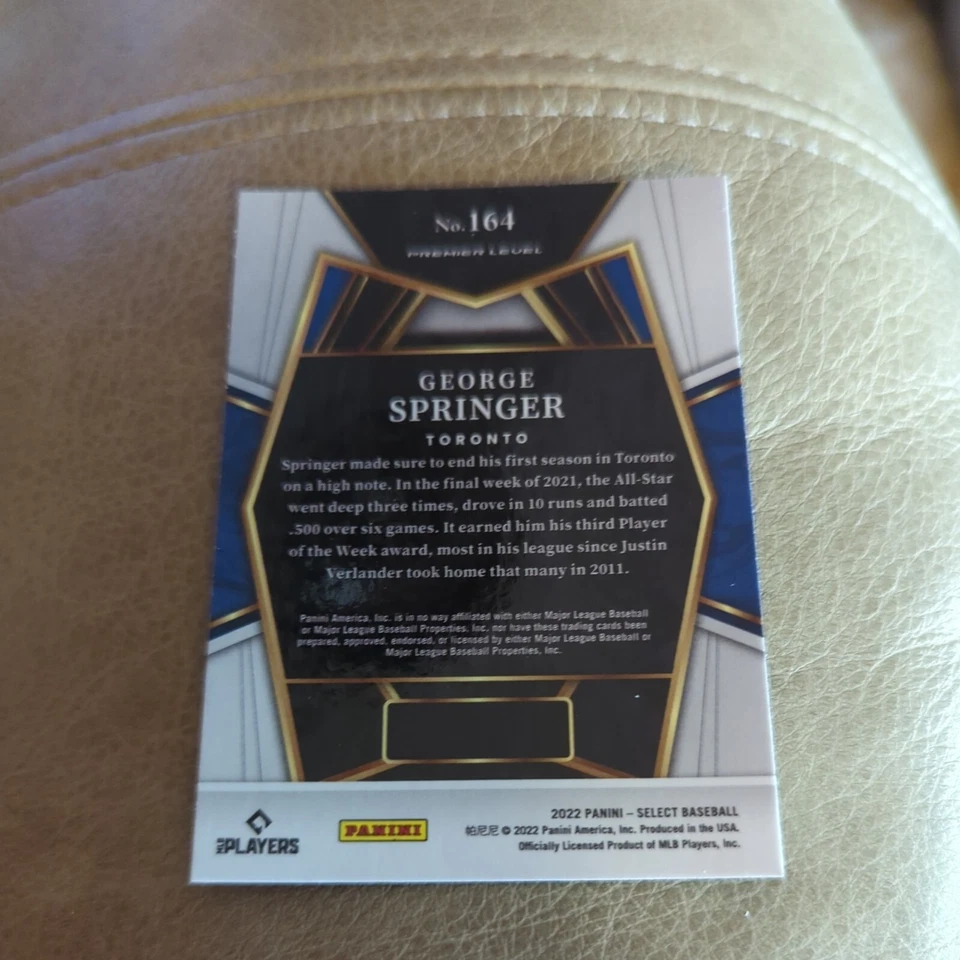 No.164
PREMIER LEVEL
GEORGE
SPRINGER
TORONTO
Springer made sure to end his first season in Toronto
on a high note. In the final week of 2021, the All-Star
went deep three times, drove in 10 runs and batted
.500 over six games. It earned him his third Player
of the Week award, most in his league since Justin
Verlander took home that many in 2011.
Panini America, Inc. is in no way affiliated with either Major League Baseball
or Major League Baseball Properties, Inc. nor have these trading cards been
prepared, approved, endorsed, or licensed by either Major League Baseball or
Major League Baseball Properties, Inc.
MLB PLAYERS
PANINI
2022 PANINI – SELECT BASEBALL
帕尼尼 © 2022 Panini America, Inc. Produced in the USA.
Officially Licensed Product of MLB Players, Inc.